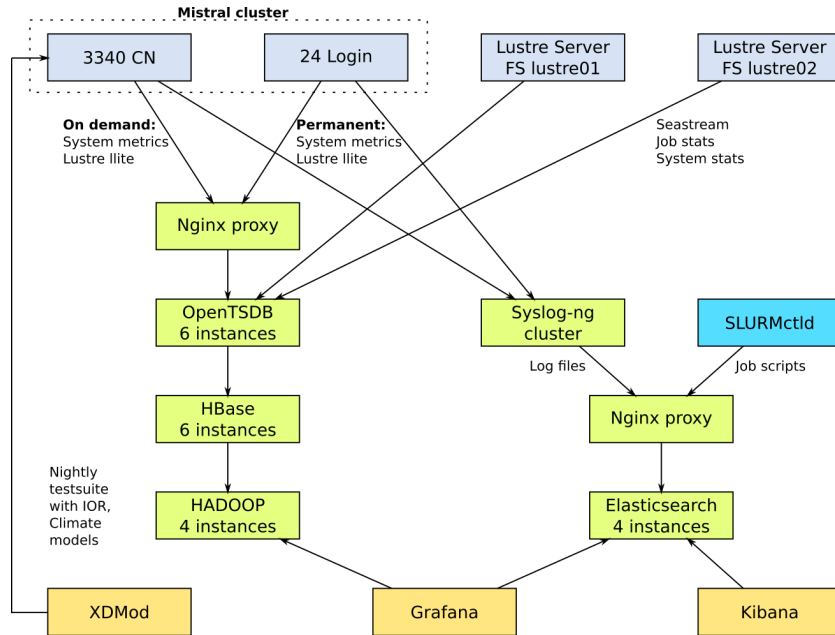 Mistral cluster
3340 CN
24 Login
Lustre Server
FS lustre01
Lustre Server
FS lustre02
On demand:
System metrics
Lustre llite
Permanent:
System metrics
Lustre llite
Seastream
Job stats
System stats
Nginx proxy
OpenTSDB
6 instances
Syslog-ng
cluster
SLURMctld
Log files
Job scripts
HBase
6 instances
Nginx proxy
Nightly
testsuite
with IOR,
Climate
models
HADOOP
4 instances
Elasticsearch
4 instances
XDMod
Grafana
Kibana